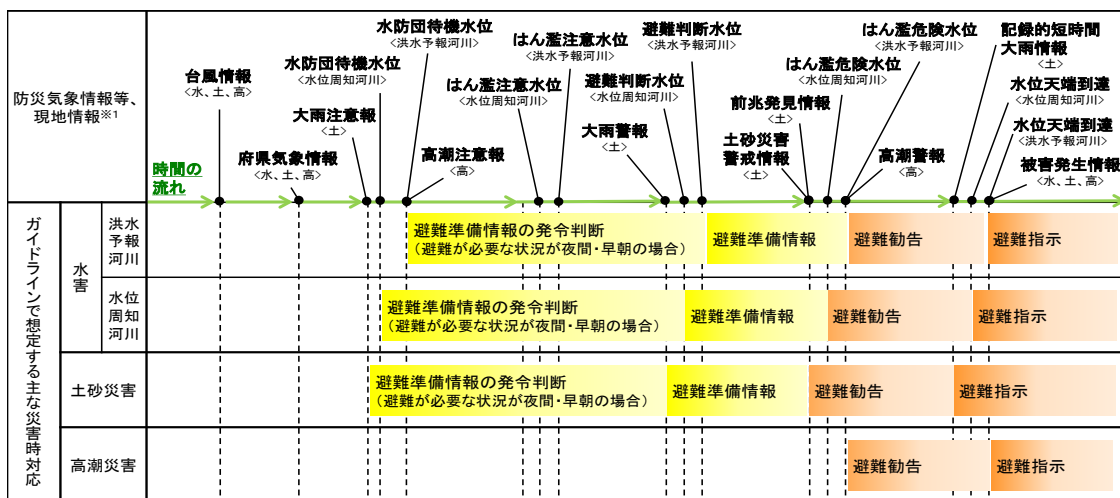 防災気象情報等、
現地情報※1
時間の
流れ
台風情報
<水、土、高>
府県気象情報
<水、土、高>
大雨注意報
<土>
水防団待機水位
<水位周知河川>
水防団待機水位
<洪水予報河川>
高潮注意報
<高>
はん濫注意水位
<水位周知河川>
はん濫注意水位
<洪水予報河川>
大雨警報
<土>
避難判断水位
<水位周知河川>
避難判断水位
<洪水予報河川>
前兆発見情報
<土>
土砂災害
警戒情報
<土>
はん濫危険水位
<水位周知河川>
はん濫危険水位
<洪水予報河川>
高潮警報
<高>
記録的短時間
大雨情報
<土>
水位天端到達
<水位周知河川>
水位天端到達
<洪水予報河川>
被害発生情報
<水、土、高>
ガイドラインで想定する主な災害時対応
水害
洪水
予報
河川
避難準備情報の発令判断
(避難が必要な状況が夜間・早朝の場合)
避難準備情報
避難勧告
避難指示
水位
周知
河川
避難準備情報の発令判断
(避難が必要な状況が夜間・早朝の場合)
避難準備情報
避難勧告
避難指示
土砂災害
避難準備情報の発令判断
(避難が必要な状況が夜間・早朝の場合)
避難準備情報
避難勧告
避難指示
高潮災害
避難勧告
避難指示